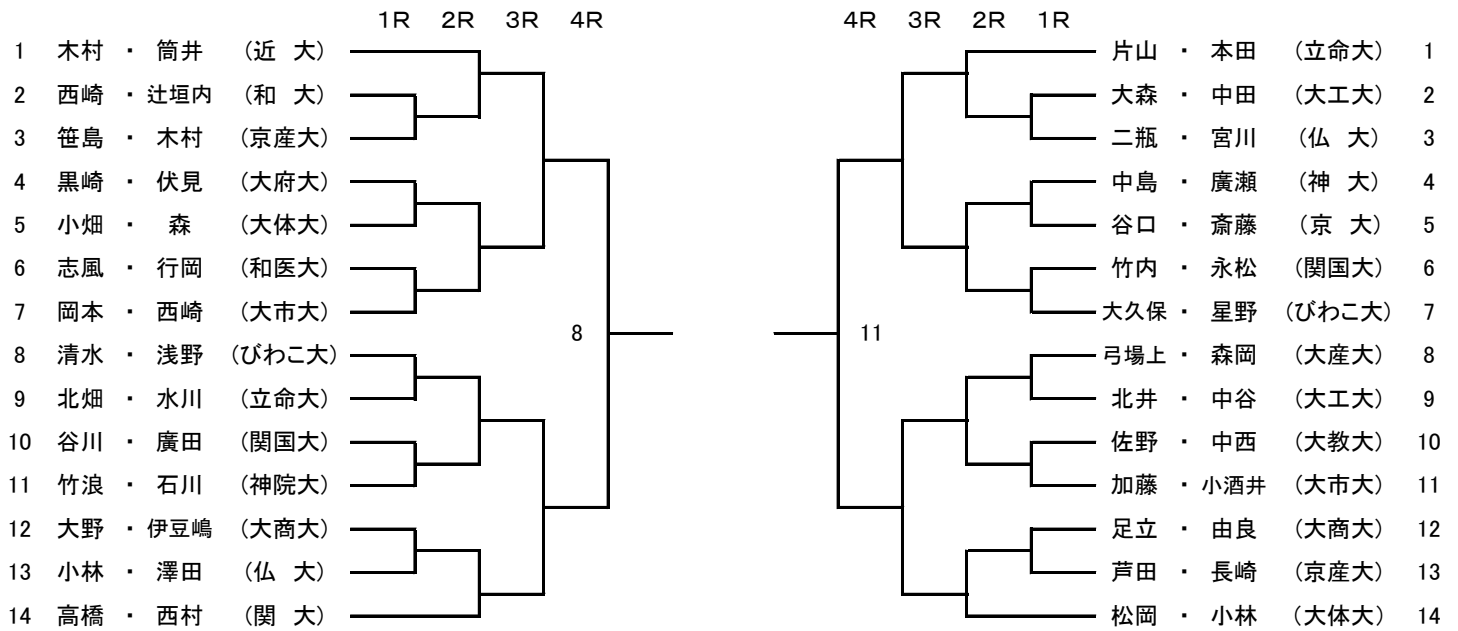 1R 2R 3R 4R
4R 3R 2R 1R
1 木村 ・ 筒井 （近 大）
2 西崎 ・ 辻垣内 （和 大）
3 笹島 ・ 木村 （京産大）
4 黒崎 ・ 伏見 （大府大）
5 小畑 ・ 森 （大体大）
6 志風 ・ 行岡 （和医大）
7 岡本 ・ 西崎 （大市大）
8
8 清水 ・ 浅野 （びわこ大）
9 北畑 ・ 水川 （立命大）
10 谷川 ・ 廣田 （関国大）
11 竹浪 ・ 石川 （神院大）
12 大野 ・ 伊豆嶋 （大商大）
13 小林 ・ 澤田 （仏 大）
14 高橋 ・ 西村 （関 大）
片山 ・ 本田 （立命大） 1
大森 ・ 中田 （大工大） 2
二瓶 ・ 宮川 （仏 大） 3
中島 ・ 廣瀬 （神 大） 4
谷口 ・ 斎藤 （京 大） 5
竹内 ・ 永松 （関国大） 6
大久保 ・ 星野 （びわこ大） 7
11
弓場上 ・ 森岡 （大産大） 8
北井 ・ 中谷 （大工大） 9
佐野 ・ 中西 （大教大） 10
加藤 ・ 小酒井 （大市大） 11
足立 ・ 由良 （大商大） 12
芦田 ・ 長崎 （京産大） 13
松岡 ・ 小林 （大体大） 14